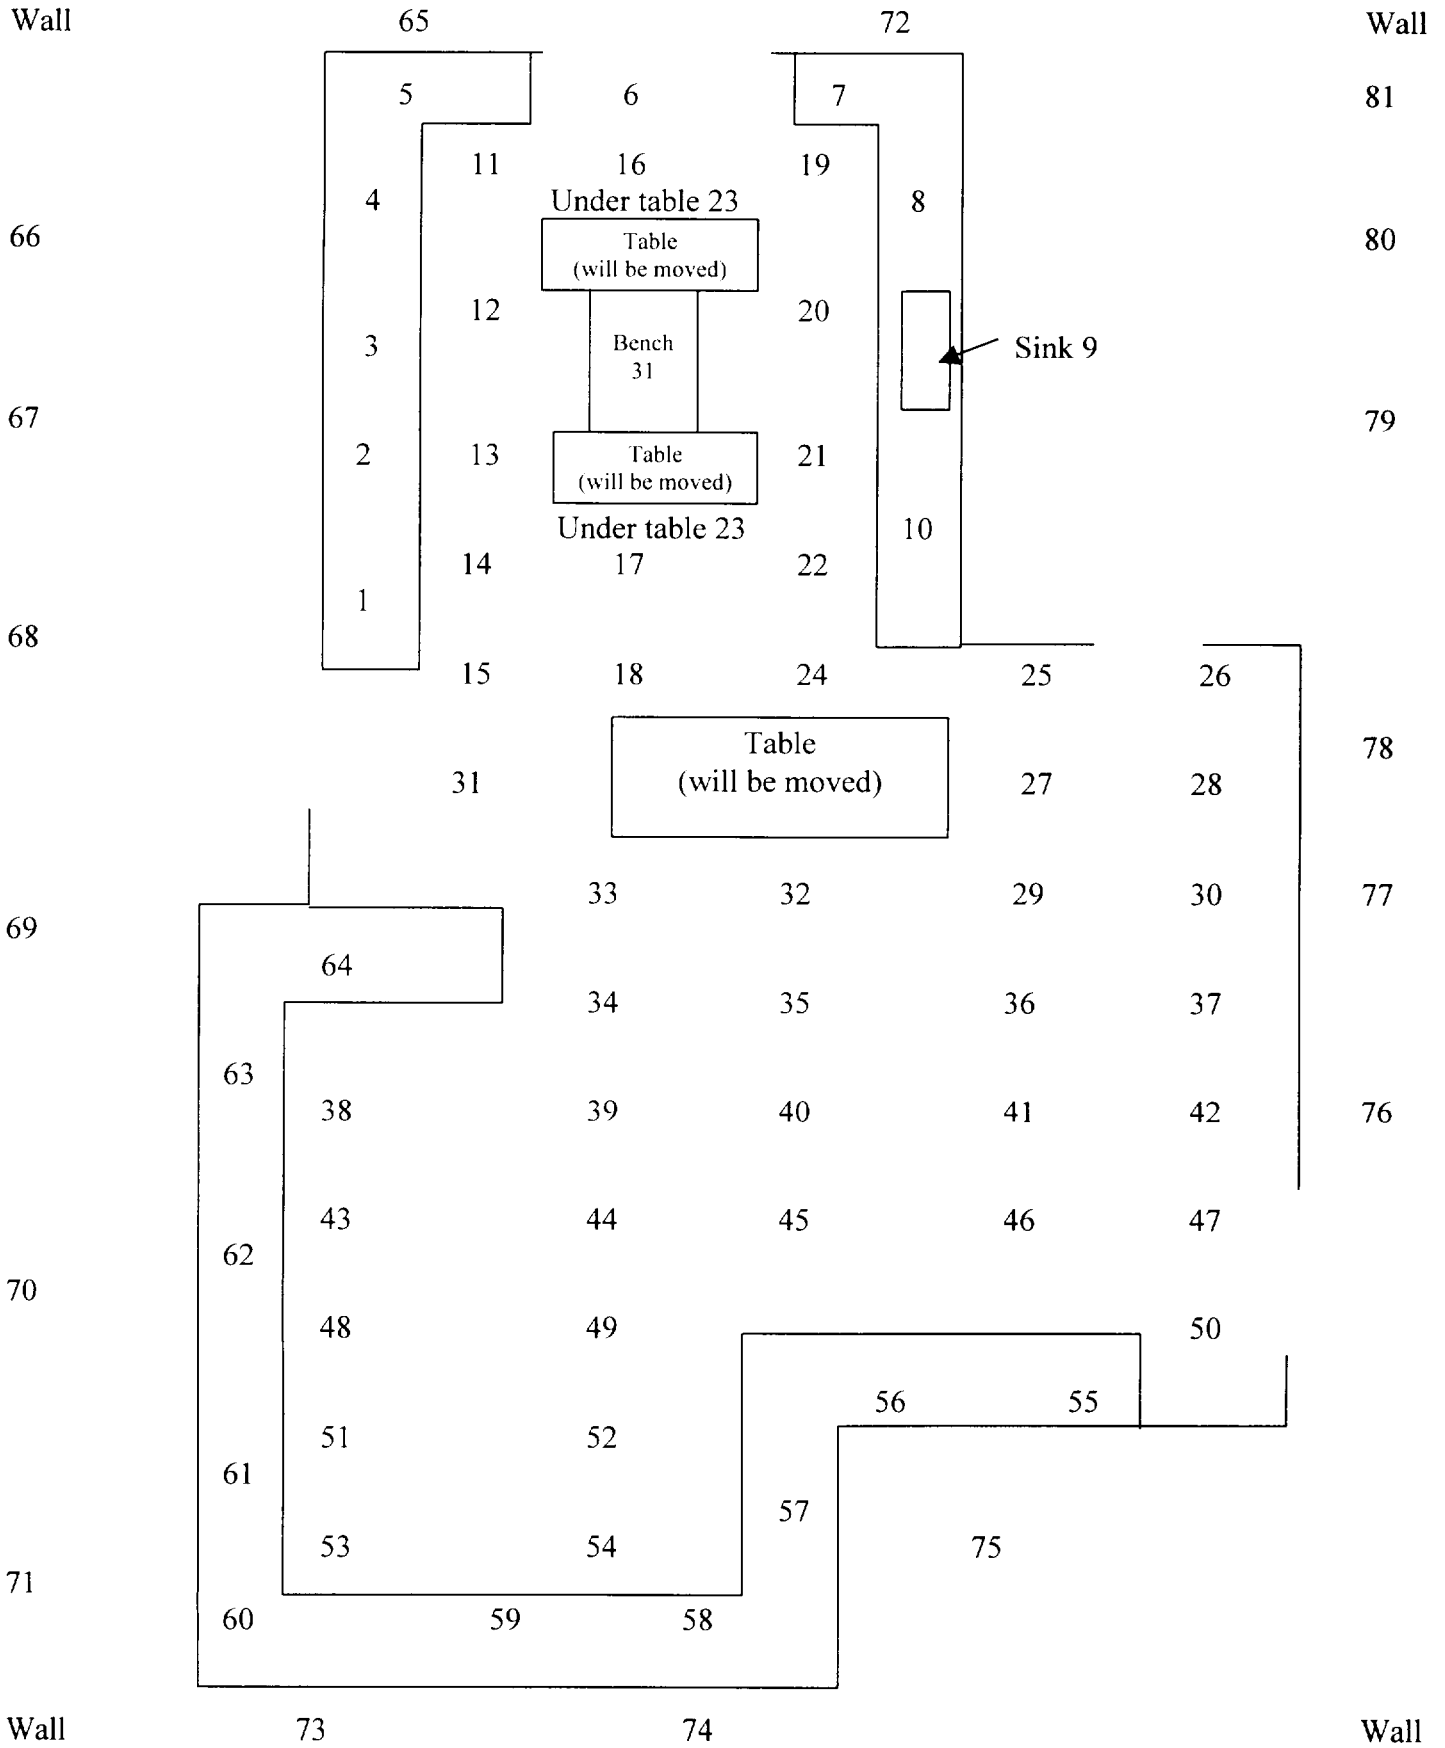 Wall 65 72 Wall
5 6 7 81
11 16 19
4 Under table 23 8
66 Table 80
(will be moved)
12 20
3 Bench Sink 9
31
67 79
2 13 Table 21
(will be moved)
Under table 23 10
14 17 22
1
68
15 18 24 25 26
Table 78
31 (will be moved) 27 28
33 32 29 30 77
69
64
34 35 36 37
63
38 39 40 41 42 76
43 44 45 46 47
62
70
48 49 50
56 55
51 52
61
57
53 54 75
71
60 59 58
Wall 73 74 Wall